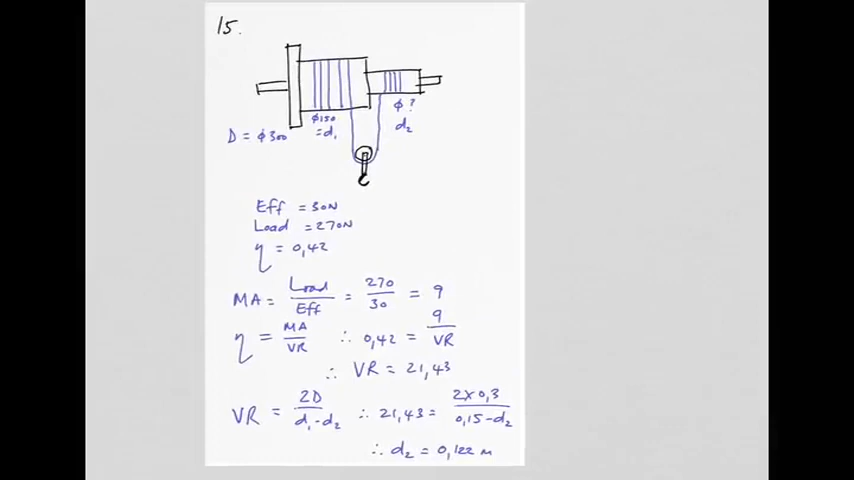 15.
φ150
= d₁
φ ?
d₂
D = φ300
Eff = 30N
Load = 270N
η = 0,42
MA = Load/Eff = 270/30 = 9
η = MA/VR ∴ 0,42 = 9/VR
∴ VR = 21,43
VR = 2D/d₁-d₂ ∴ 21,43 = 2x0,3/0,15-d₂
∴ d₂ = 0,122 m